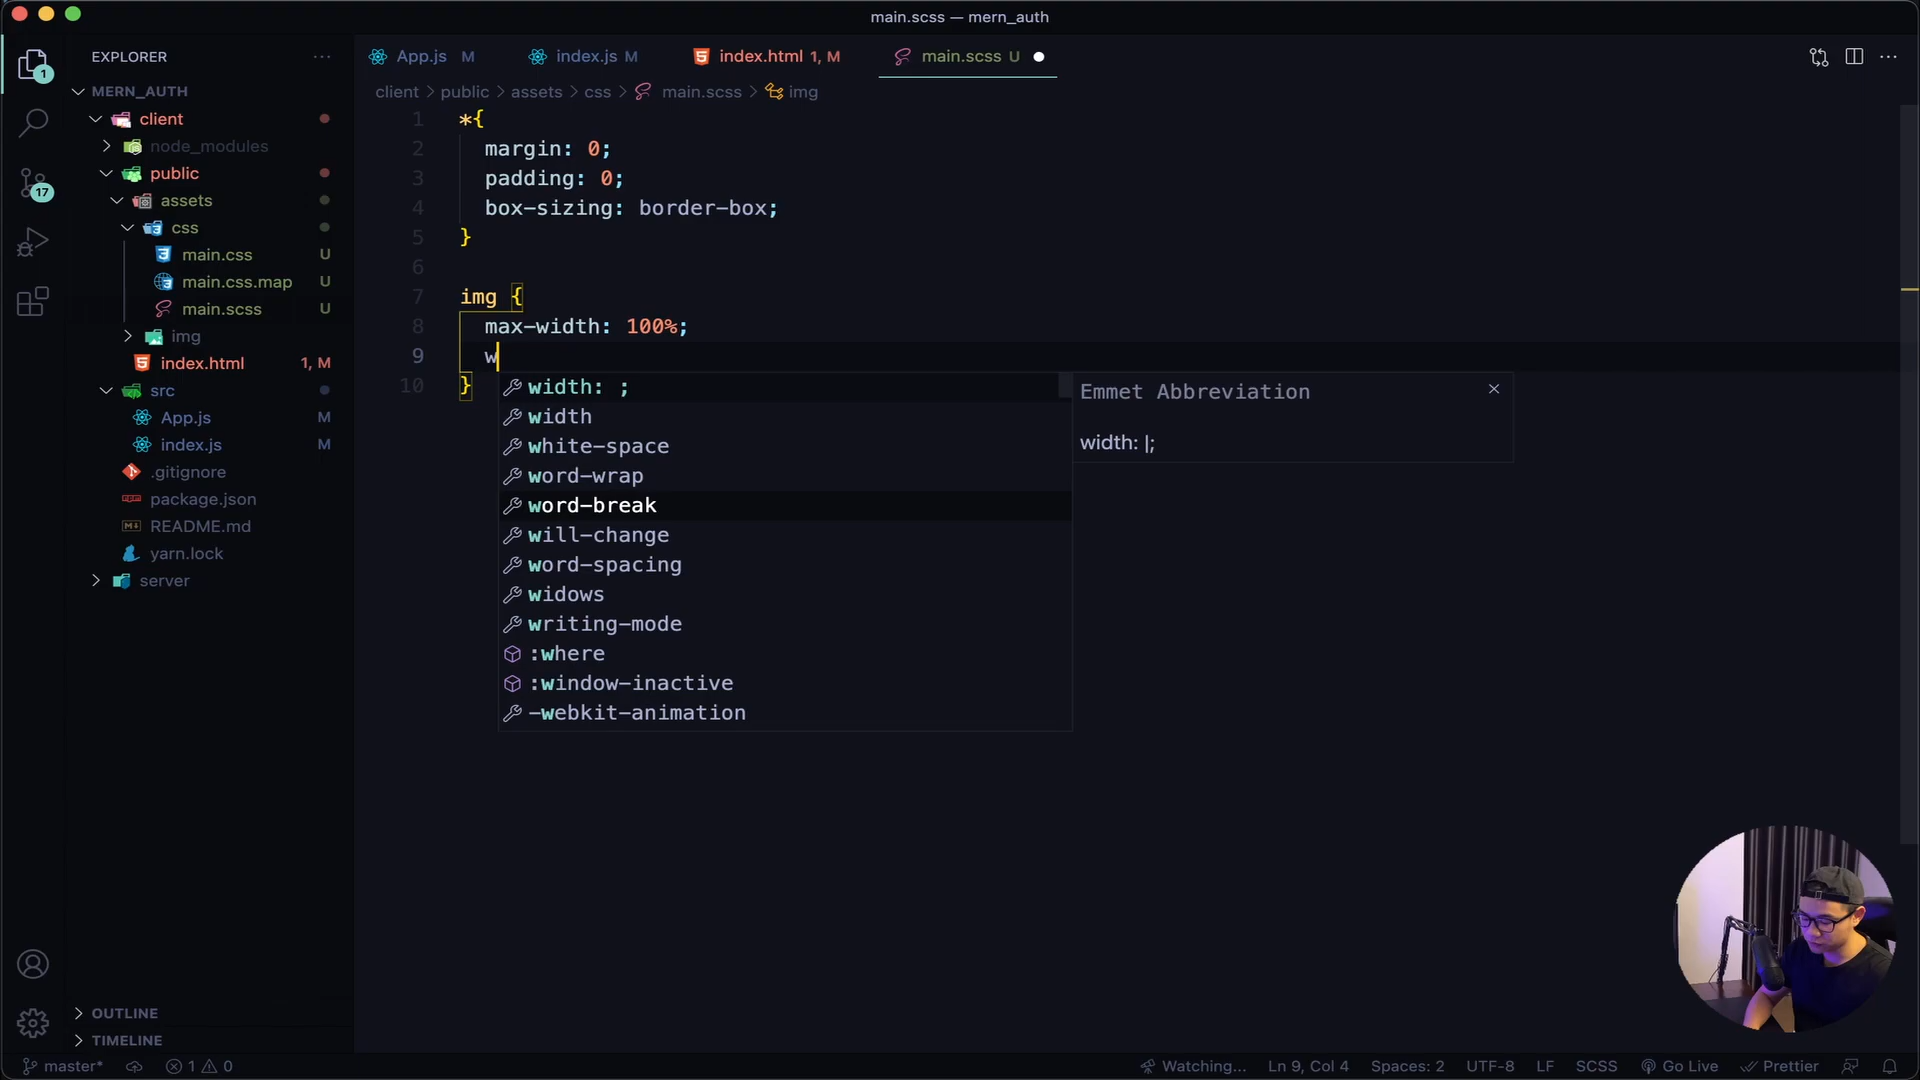 main.scss — mern_auth
EXPLORER
App.js M
index.js M
index.html 1, M
main.scss U
MERN_AUTH
client > public > assets > css > main.scss > img
client
node_modules
public
assets
css
main.css U
main.css.map U
main.scss U
img
index.html 1, M
src
App.js M
index.js M
.gitignore
package.json
README.md
yarn.lock
server
1
17
1 *{
2 margin: 0;
3 padding: 0;
4 box-sizing: border-box;
5 }
6
7 img {
8 max-width: 100%;
9 w
10 }
width: ;
width
white-space
word-wrap
word-break
will-change
word-spacing
widows
writing-mode
:where
:window-inactive
-webkit-animation
Emmet Abbreviation
width: |;
OUTLINE
TIMELINE
master* 1 0 Watching... Ln 9, Col 4 Spaces: 2 UTF-8 LF SCSS Go Live Prettier